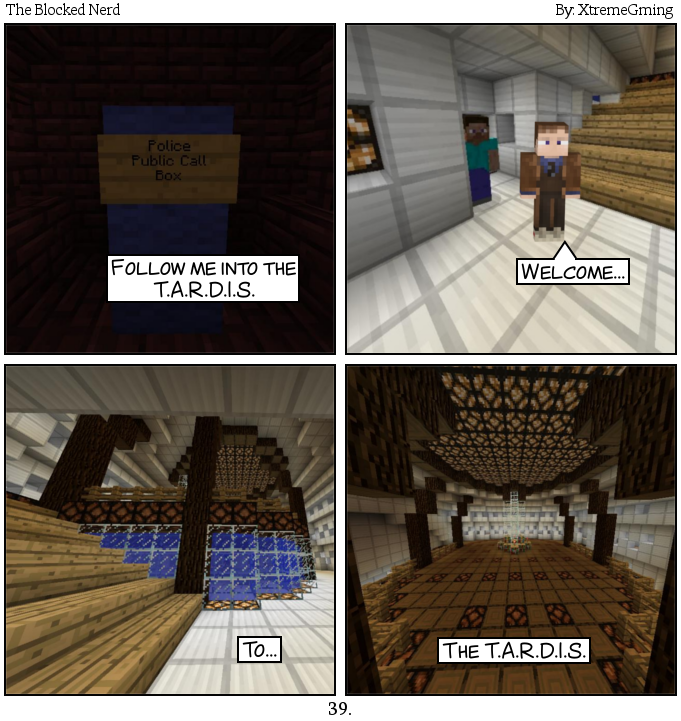 The Blocked Nerd
By: XtremeGming
Police
Public Call
Box
Follow me into the
T.A.R.D.I.S.
Welcome...
To...
The T.A.R.D.I.S.
39.